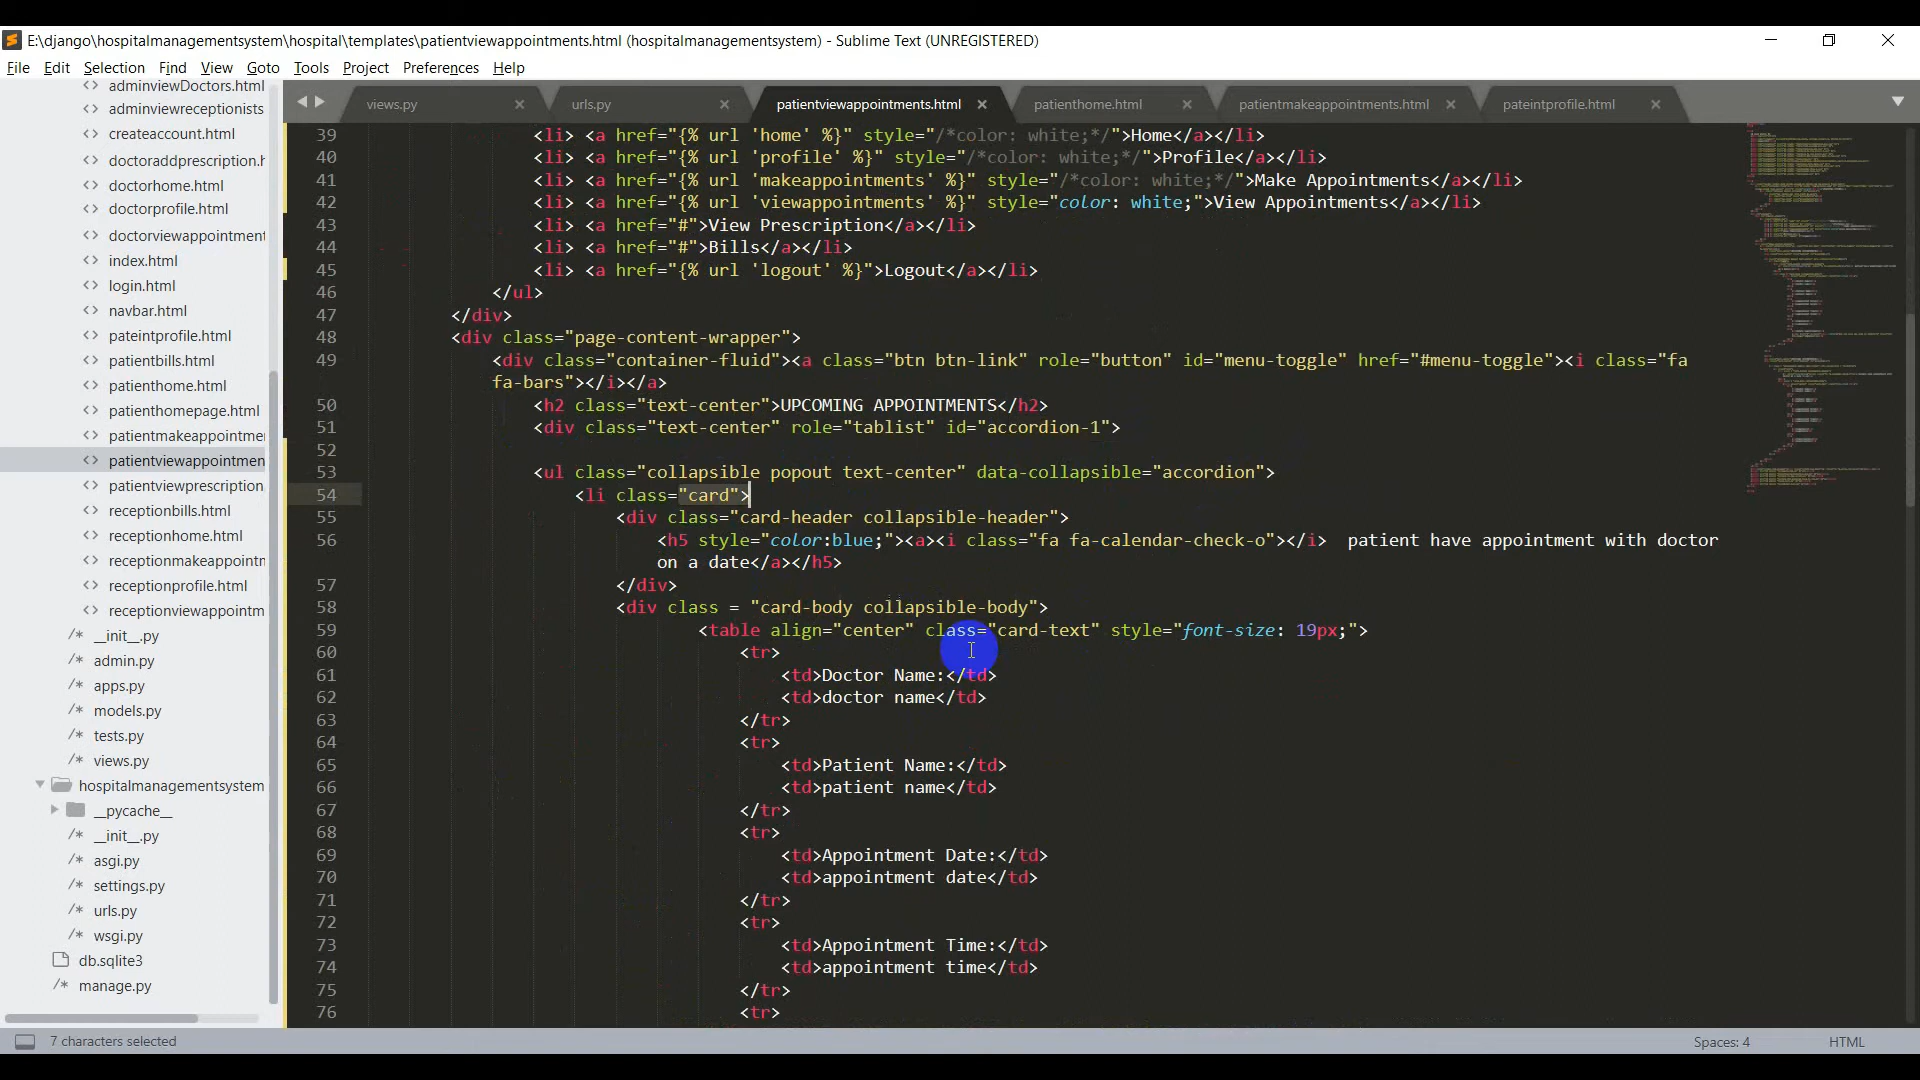 E:\django\hospitalmanagementsystem\hospital\templates\patientviewappointments.html (hospitalmanagementsystem) - Sublime Text (UNREGISTERED)
File Edit Selection Find View Goto Tools Project Preferences Help
adminviewDoctors.html
adminviewreceptionists
createaccount.html
doctoraddprescription.h
doctorhome.html
doctorprofile.html
doctorviewappointment
index.html
login.html
navbar.html
pateintprofile.html
patientbills.html
patienthome.html
patienthomepage.html
patientmakeappointme
patientviewappointmen
patientviewprescription
receptionbills.html
receptionhome.html
receptionmakeappointn
receptionprofile.html
receptionviewappointm
__init__.py
admin.py
apps.py
models.py
tests.py
views.py
hospitalmanagementsystem
__pycache__
__init__.py
asgi.py
settings.py
urls.py
wsgi.py
db.sqlite3
manage.py
views.py urls.py patientviewappointments.html patienthome.html patientmakeappointments.html pateintprofile.html
39 <li> <a href="{% url 'home' %}" style="/*color: white;*/">Home</a></li>
40 <li> <a href="{% url 'profile' %}" style="/*color: white;*/">Profile</a></li>
41 <li> <a href="{% url 'makeappointments' %}" style="/*color: white;*/">Make Appointments</a></li>
42 <li> <a href="{% url 'viewappointments' %}" style="color: white;">View Appointments</a></li>
43 <li> <a href="#">View Prescription</a></li>
44 <li> <a href="#">Bills</a></li>
45 <li> <a href="{% url 'logout' %}">Logout</a></li>
46 </ul>
47 </div>
48 <div class="page-content-wrapper">
49 <div class="container-fluid"><a class="btn btn-link" role="button" id="menu-toggle" href="#menu-toggle"><i class="fa
fa-bars"></i></a>
50 <h2 class="text-center">UPCOMING APPOINTMENTS</h2>
51 <div class="text-center" role="tablist" id="accordion-1">
52
53 <ul class="collapsible popout text-center" data-collapsible="accordion">
54 <li class="card">
55 <div class="card-header collapsible-header">
56 <h5 style="color:blue;"><a><i class="fa fa-calendar-check-o"></i>  patient have appointment with doctor
on a date</a></h5>
57 </div>
58 <div class = "card-body collapsible-body">
59 <table align="center" class="card-text" style="font-size: 19px;">
60 <tr>
61 <td>Doctor Name:</td>
62 <td>doctor name</td>
63 </tr>
64 <tr>
65 <td>Patient Name:</td>
66 <td>patient name</td>
67 </tr>
68 <tr>
69 <td>Appointment Date:</td>
70 <td>appointment date</td>
71 </tr>
72 <tr>
73 <td>Appointment Time:</td>
74 <td>appointment time</td>
75 </tr>
76 <tr>
7 characters selected Spaces: 4 HTML